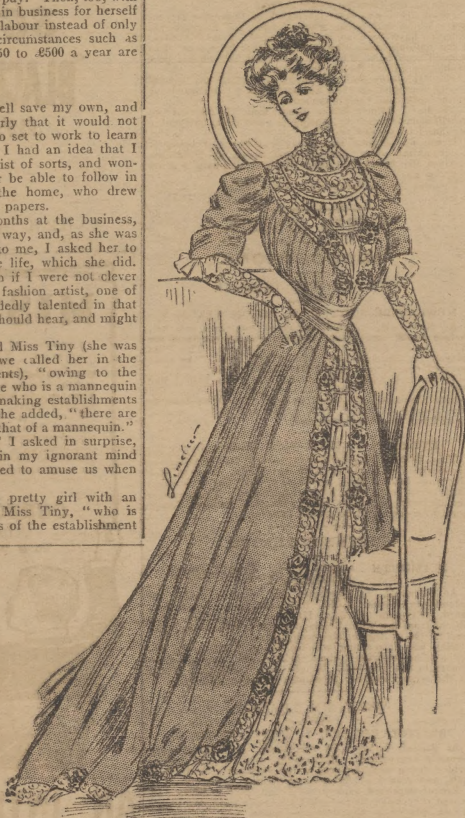 in business for herself
labour instead of only
circumstances such as
50 to £500 a year are
ell save my own, and
rly that it would not
o set to work to learn
I had an idea that I
ist of sorts, and won-
r be able to follow in
the home, who drew
papers.
onths at the business,
way, and, as she was
to me, I asked her to
e life, which she did.
o if I were not clever
fashion artist, one of
dedly talented in that
hould hear, and might
d Miss Tiny (she was
we called her in the
ents), "owing to the
e who is a mannequin
making establishments
he added, "there are
that of a mannequin."
I asked in surprise,
in my ignorant mind
ed to amuse us when
pretty girl with an
Miss Tiny, "who is
s of the establishment